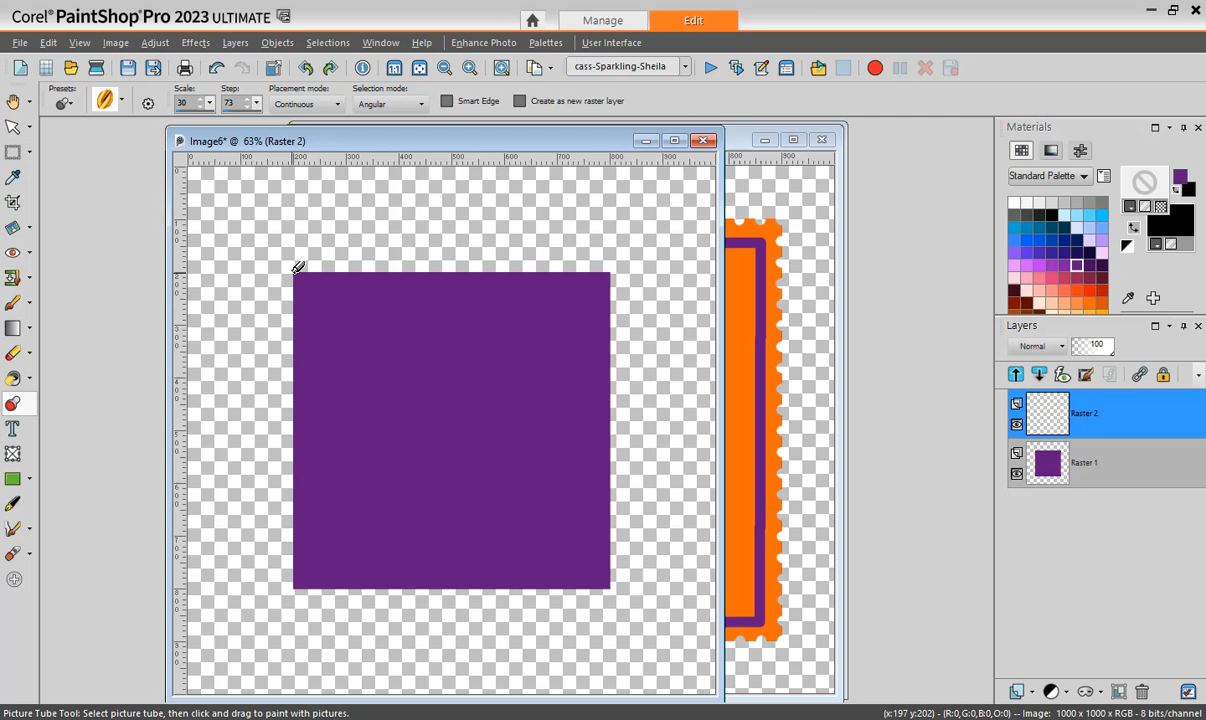 Corel® PaintShop® Pro 2023 ULTIMATE
Manage
Edit
File Edit View Image Adjust Effects Layers Objects Selections Window Help Enhance Photo Palettes User Interface
cass-Sparkling-Sheila
Presets:
Scale:
30
Step:
73
Placement mode:
Continuous
Selection mode:
Angular
Smart Edge
Create as new raster layer
Image6* @ 63% (Raster 2)
0 100 200 300 400 500 600 700 800 900
800 900
Materials
Standard Palette
Layers
Normal
100
Raster 2
Raster 1
Picture Tube Tool: Select picture tube, then click and drag to paint with pictures.
(x:197 y:202) -- (R:0,G:0,B:0,O:0) -- Image: 1000 x 1000 x RGB - 8 bits/channel